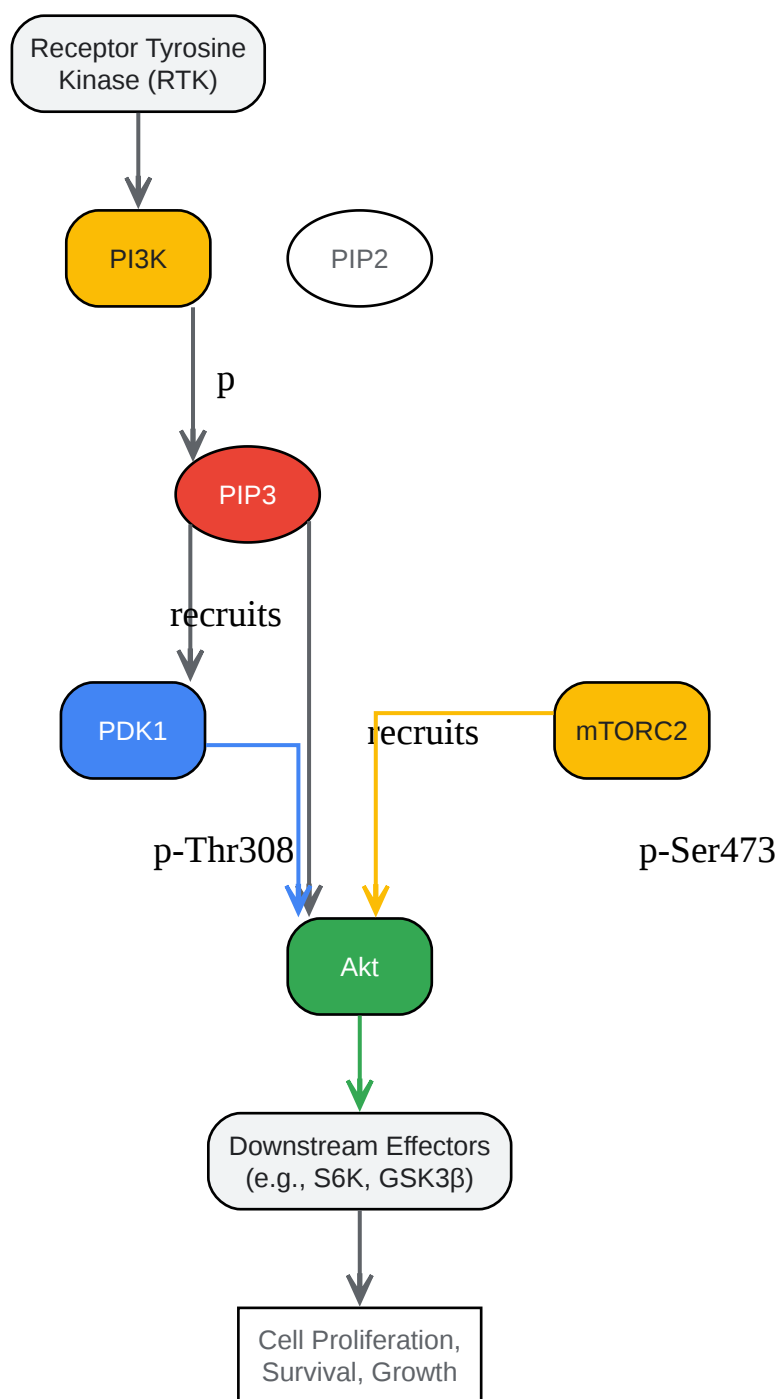 Receptor Tyrosine
Kinase (RTK)
PI3K
PIP2
p
PIP3
recruits
PDK1
recruits
mTORC2
p-Thr308
p-Ser473
Akt
Downstream Effectors
(e.g., S6K, GSK3β)
Cell Proliferation,
Survival, Growth